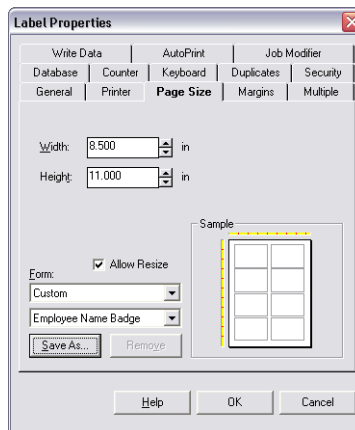 Label Properties
Write Data AutoPrint Job Modifier
Database Counter Keyboard Duplicates Security
General Printer Page Size Margins Multiple
Width: 8.500 in
Height: 11.000 in
Sample
Allow Resize
Form:
Custom
Employee Name Badge
Save As... Remove
Help OK Cancel